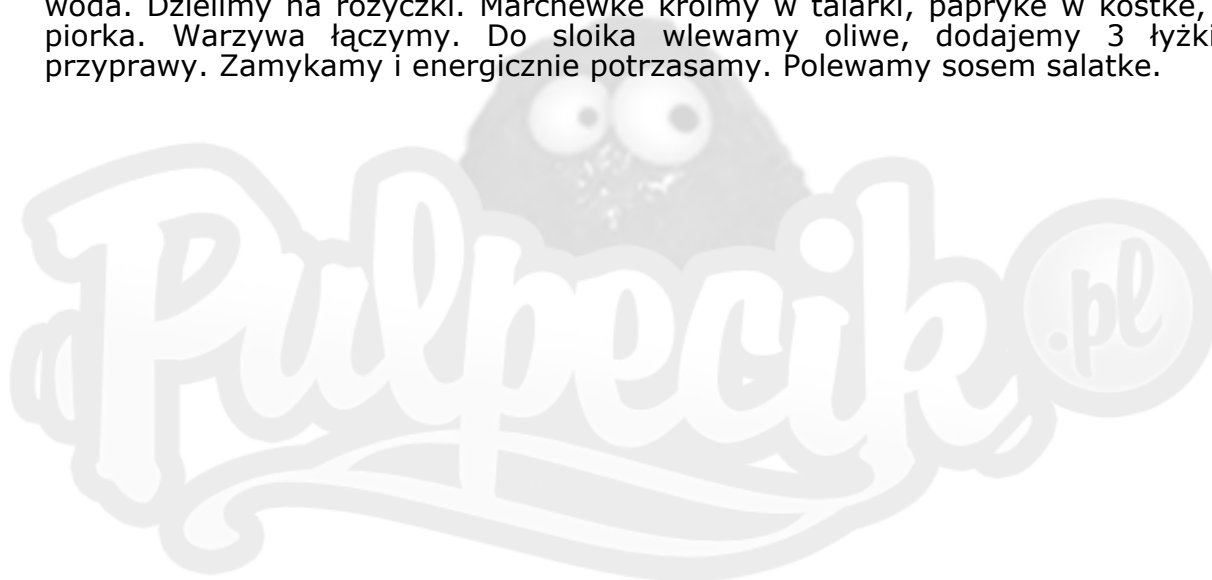 woda. Dzielimy na rozyczki. Marchewke kroimy w talarki, papryke w kostke,
piorka. Warzywa łączymy. Do sloika wlewamy oliwe, dodajemy 3 łyżki
przyprawy. Zamykamy i energicznie potrzasamy. Polewamy sosem salatke.
Pulpecik.pl